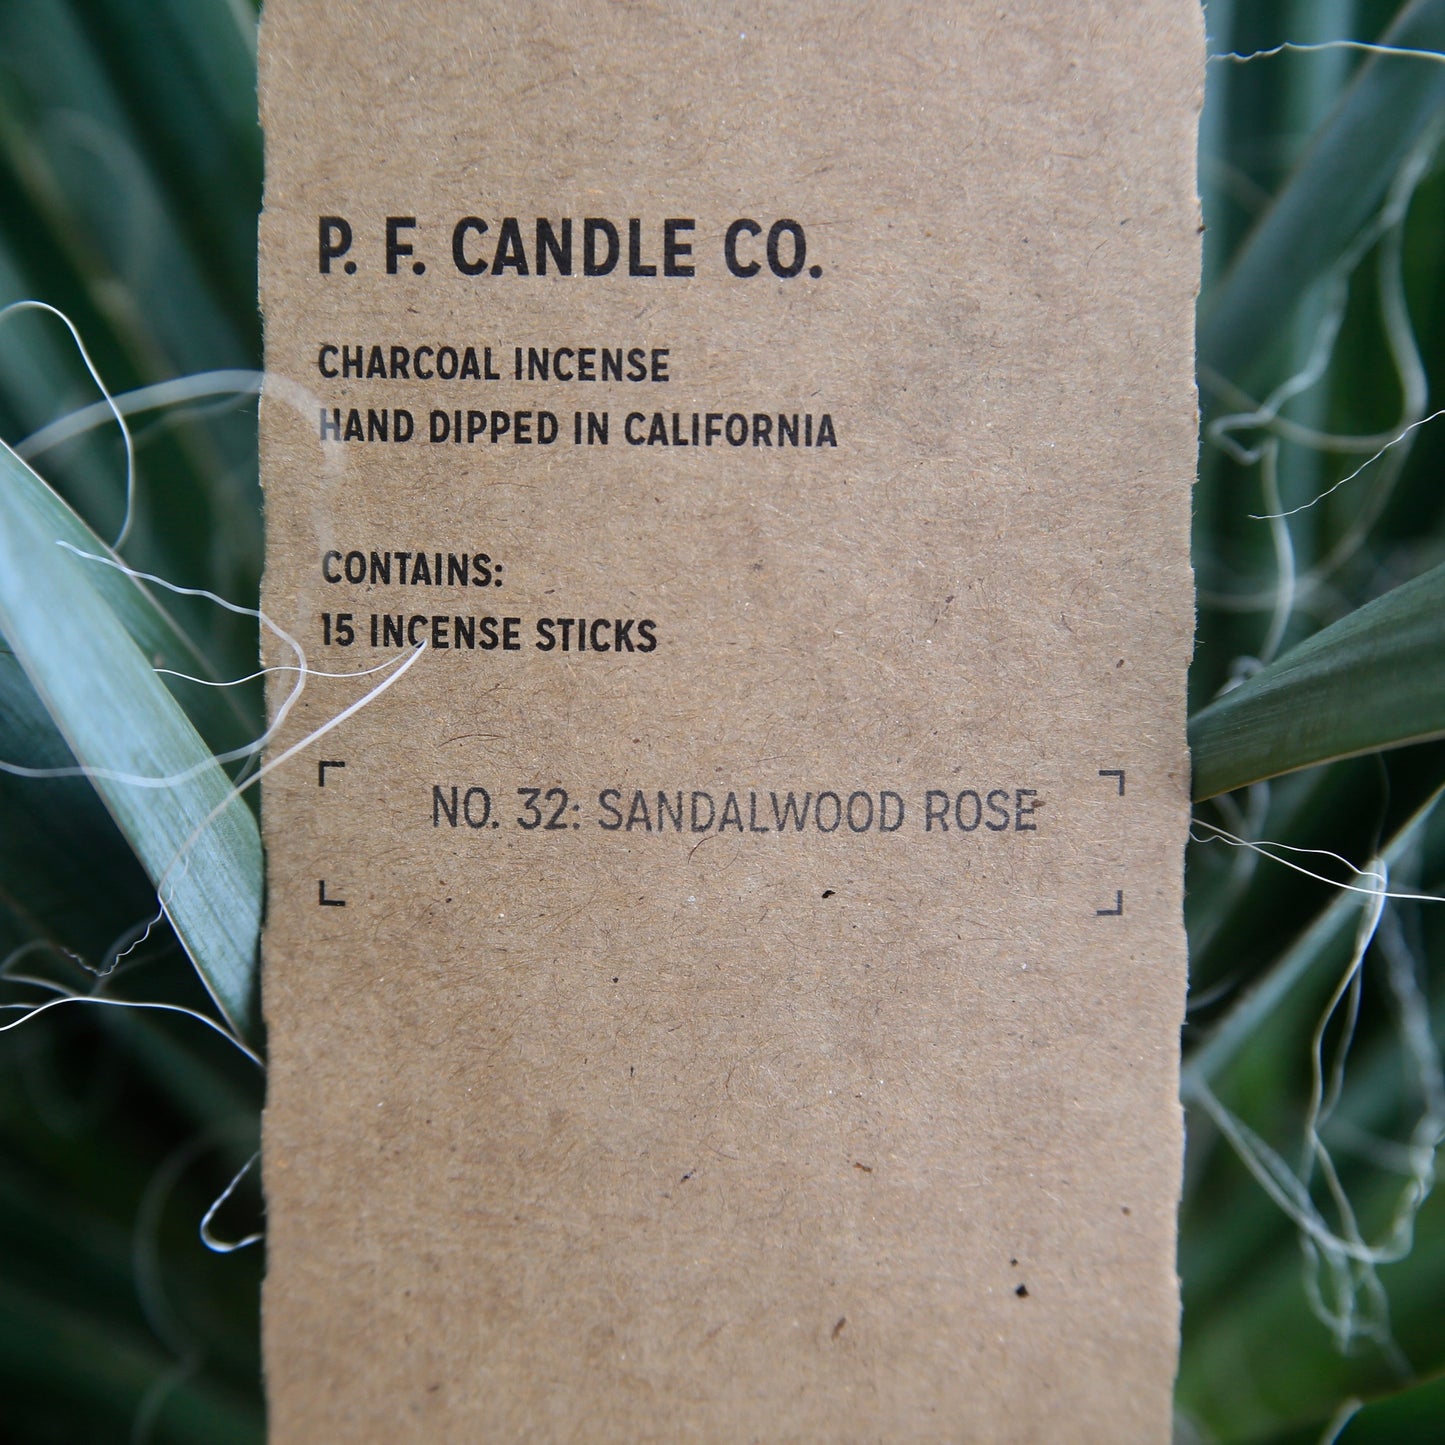 P. F. CANDLE CO.
CHARCOAL INCENSE
HAND DIPPED IN CALIFORNIA
CONTAINS:
15 INCENSE STICKS
NO. 32: SANDALWOOD ROSE